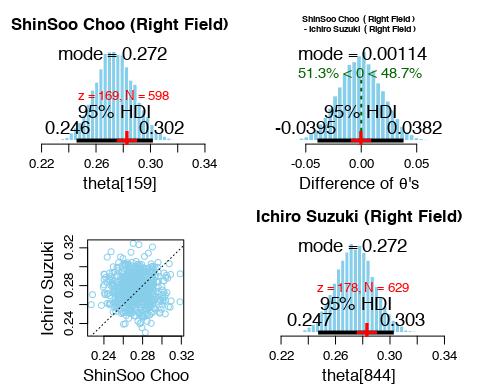 ShinSoo Choo (Right Field)
mode = 0.272
z = 169, N = 598
95% HDI
0.246 0.302
0.22 0.26 0.30 0.34
theta[159]
ShinSoo Choo ( Right Field )
- Ichiro Suzuki ( Right Field )
mode = 0.00114
51.3% < 0 < 48.7%
95% HDI
-0.0395 0.0382
-0.05 0.00 0.05
Difference of θ's
Ichiro Suzuki
0.24 0.28 0.32
0.24 0.28 0.32
ShinSoo Choo
Ichiro Suzuki (Right Field)
mode = 0.272
z = 178, N = 629
95% HDI
0.247 0.303
0.22 0.26 0.30 0.34
theta[844]